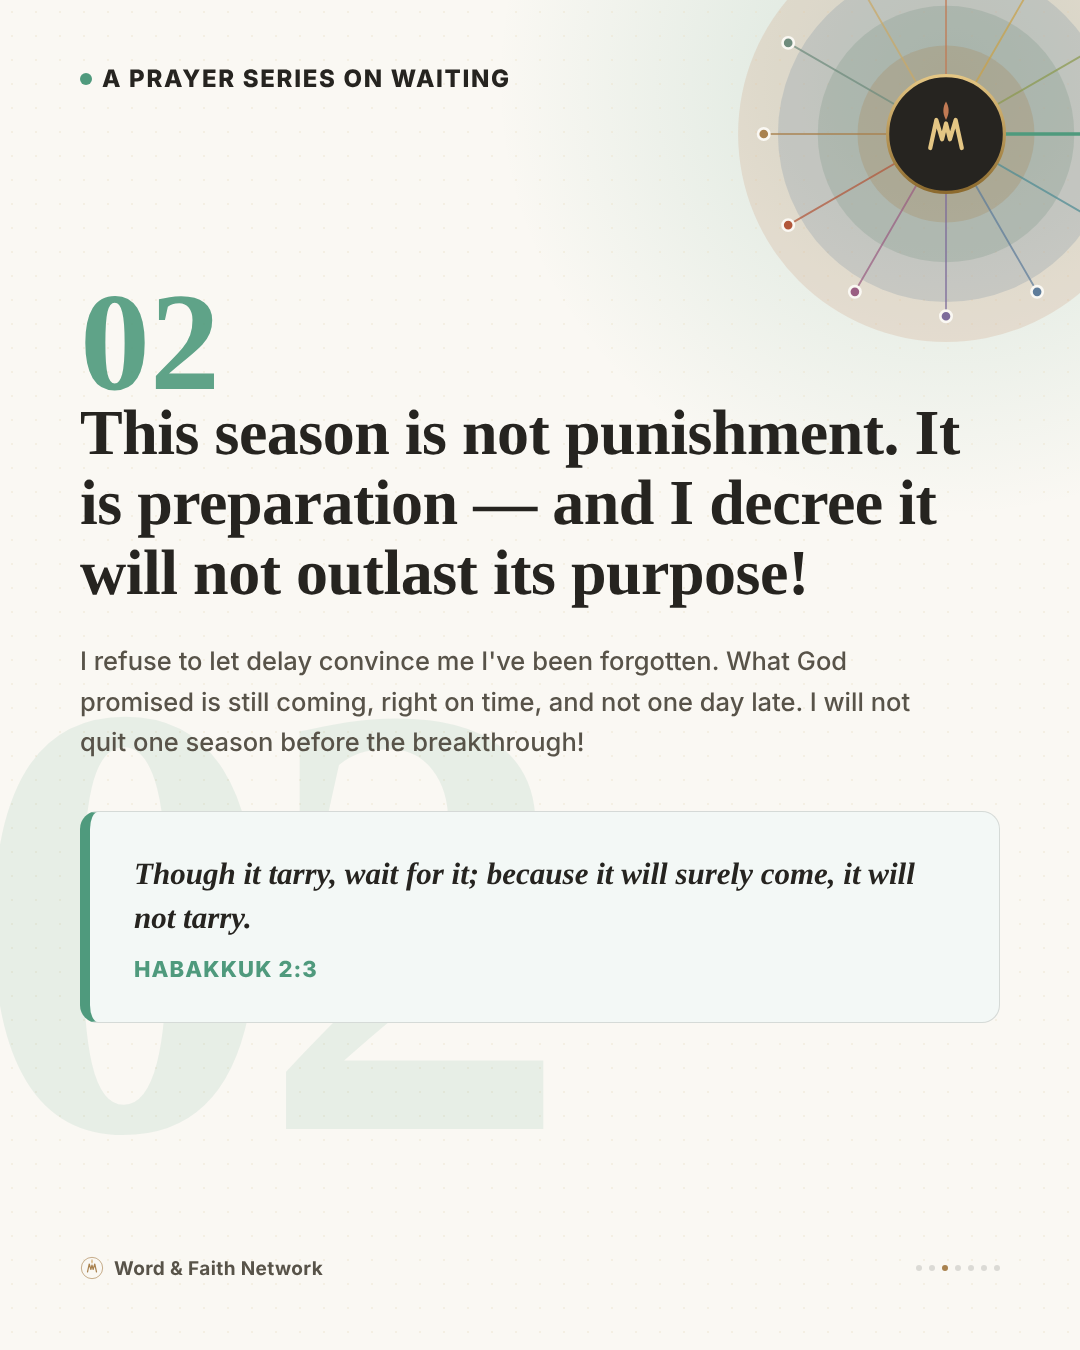 A PRAYER SERIES ON WAITING
02
This season is not punishment. It
is preparation — and I decree it
will not outlast its purpose!
I refuse to let delay convince me I've been forgotten. What God
promised is still coming, right on time, and not one day late. I will not
quit one season before the breakthrough!
02
Though it tarry, wait for it; because it will surely come, it will
not tarry.
HABAKKUK 2:3
Word & Faith Network